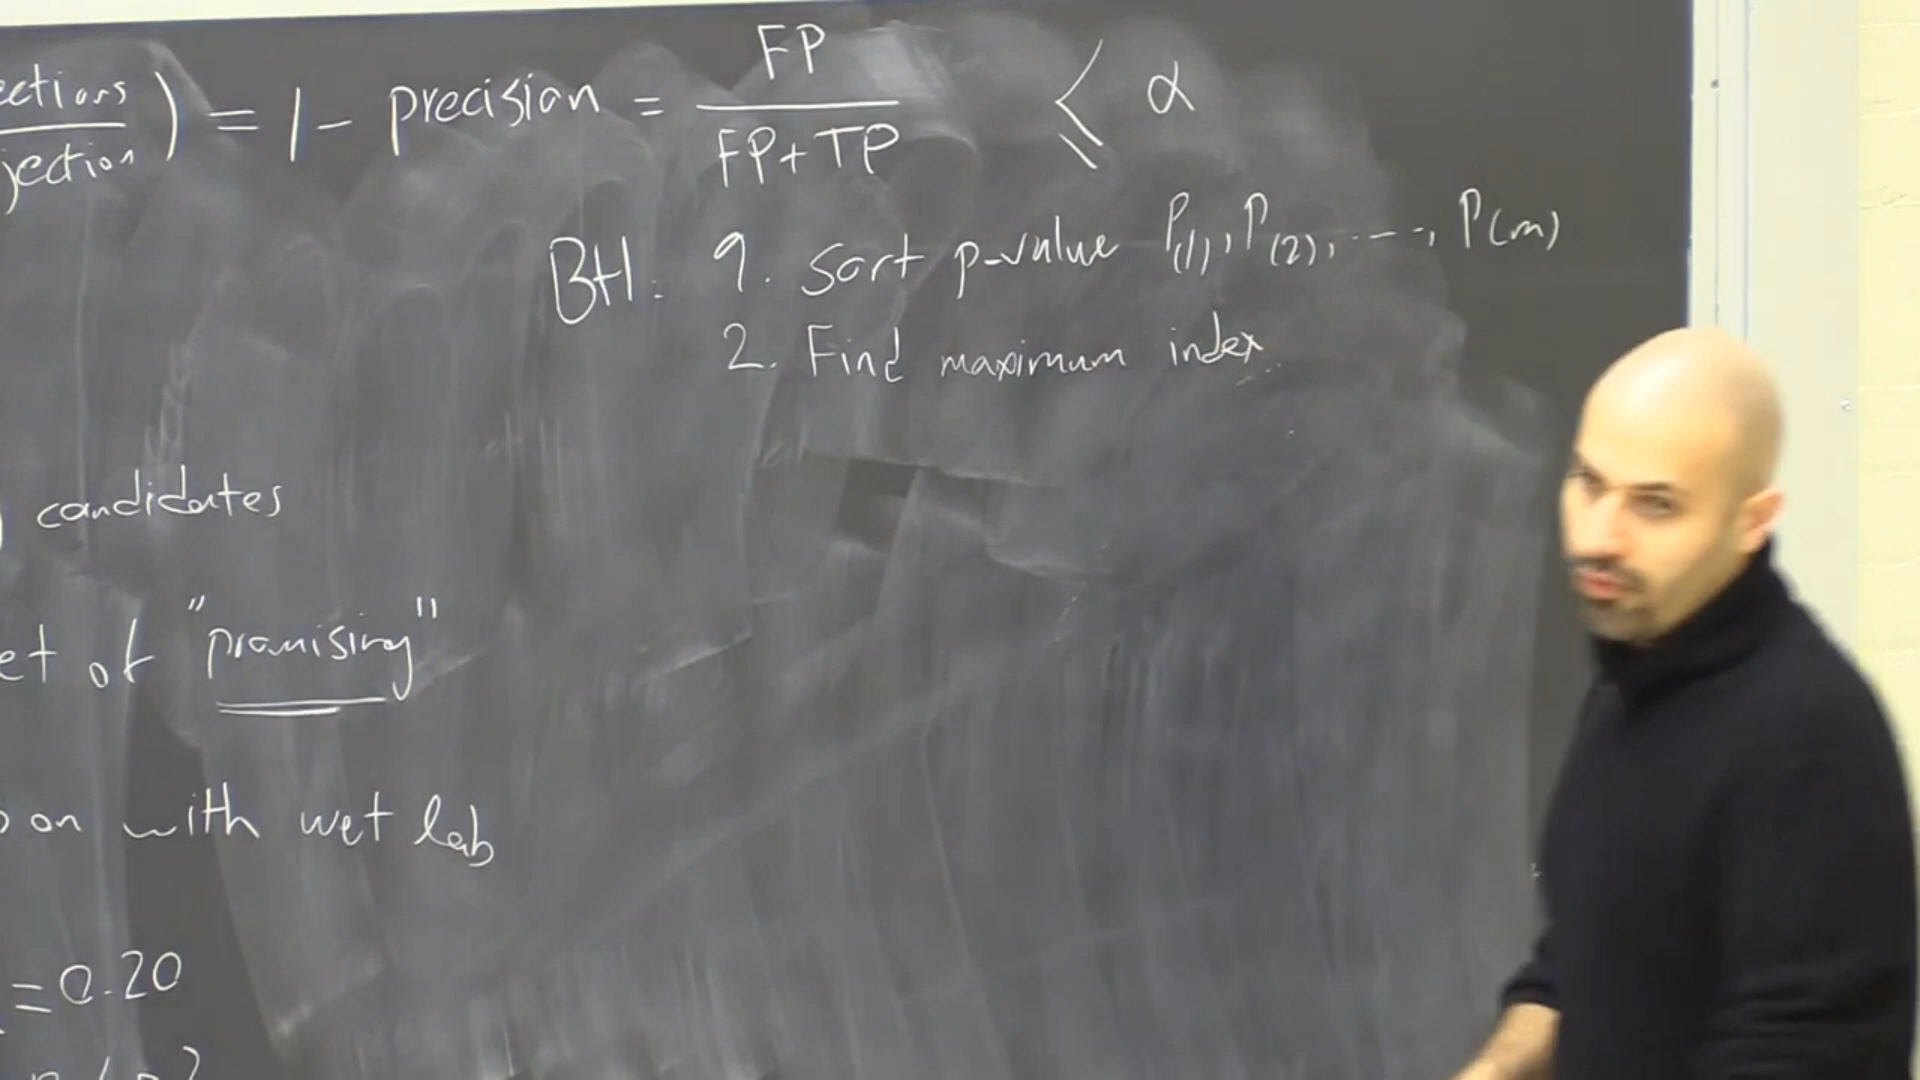 ections
jection ) = 1 - precision = FP / FP+TP ≤ α
BH: 1. Sort p-value P(1), P(2), ..., P(m)
2. Find maximum index
candidates
et of "promising"
on with wet lab
= 0.20